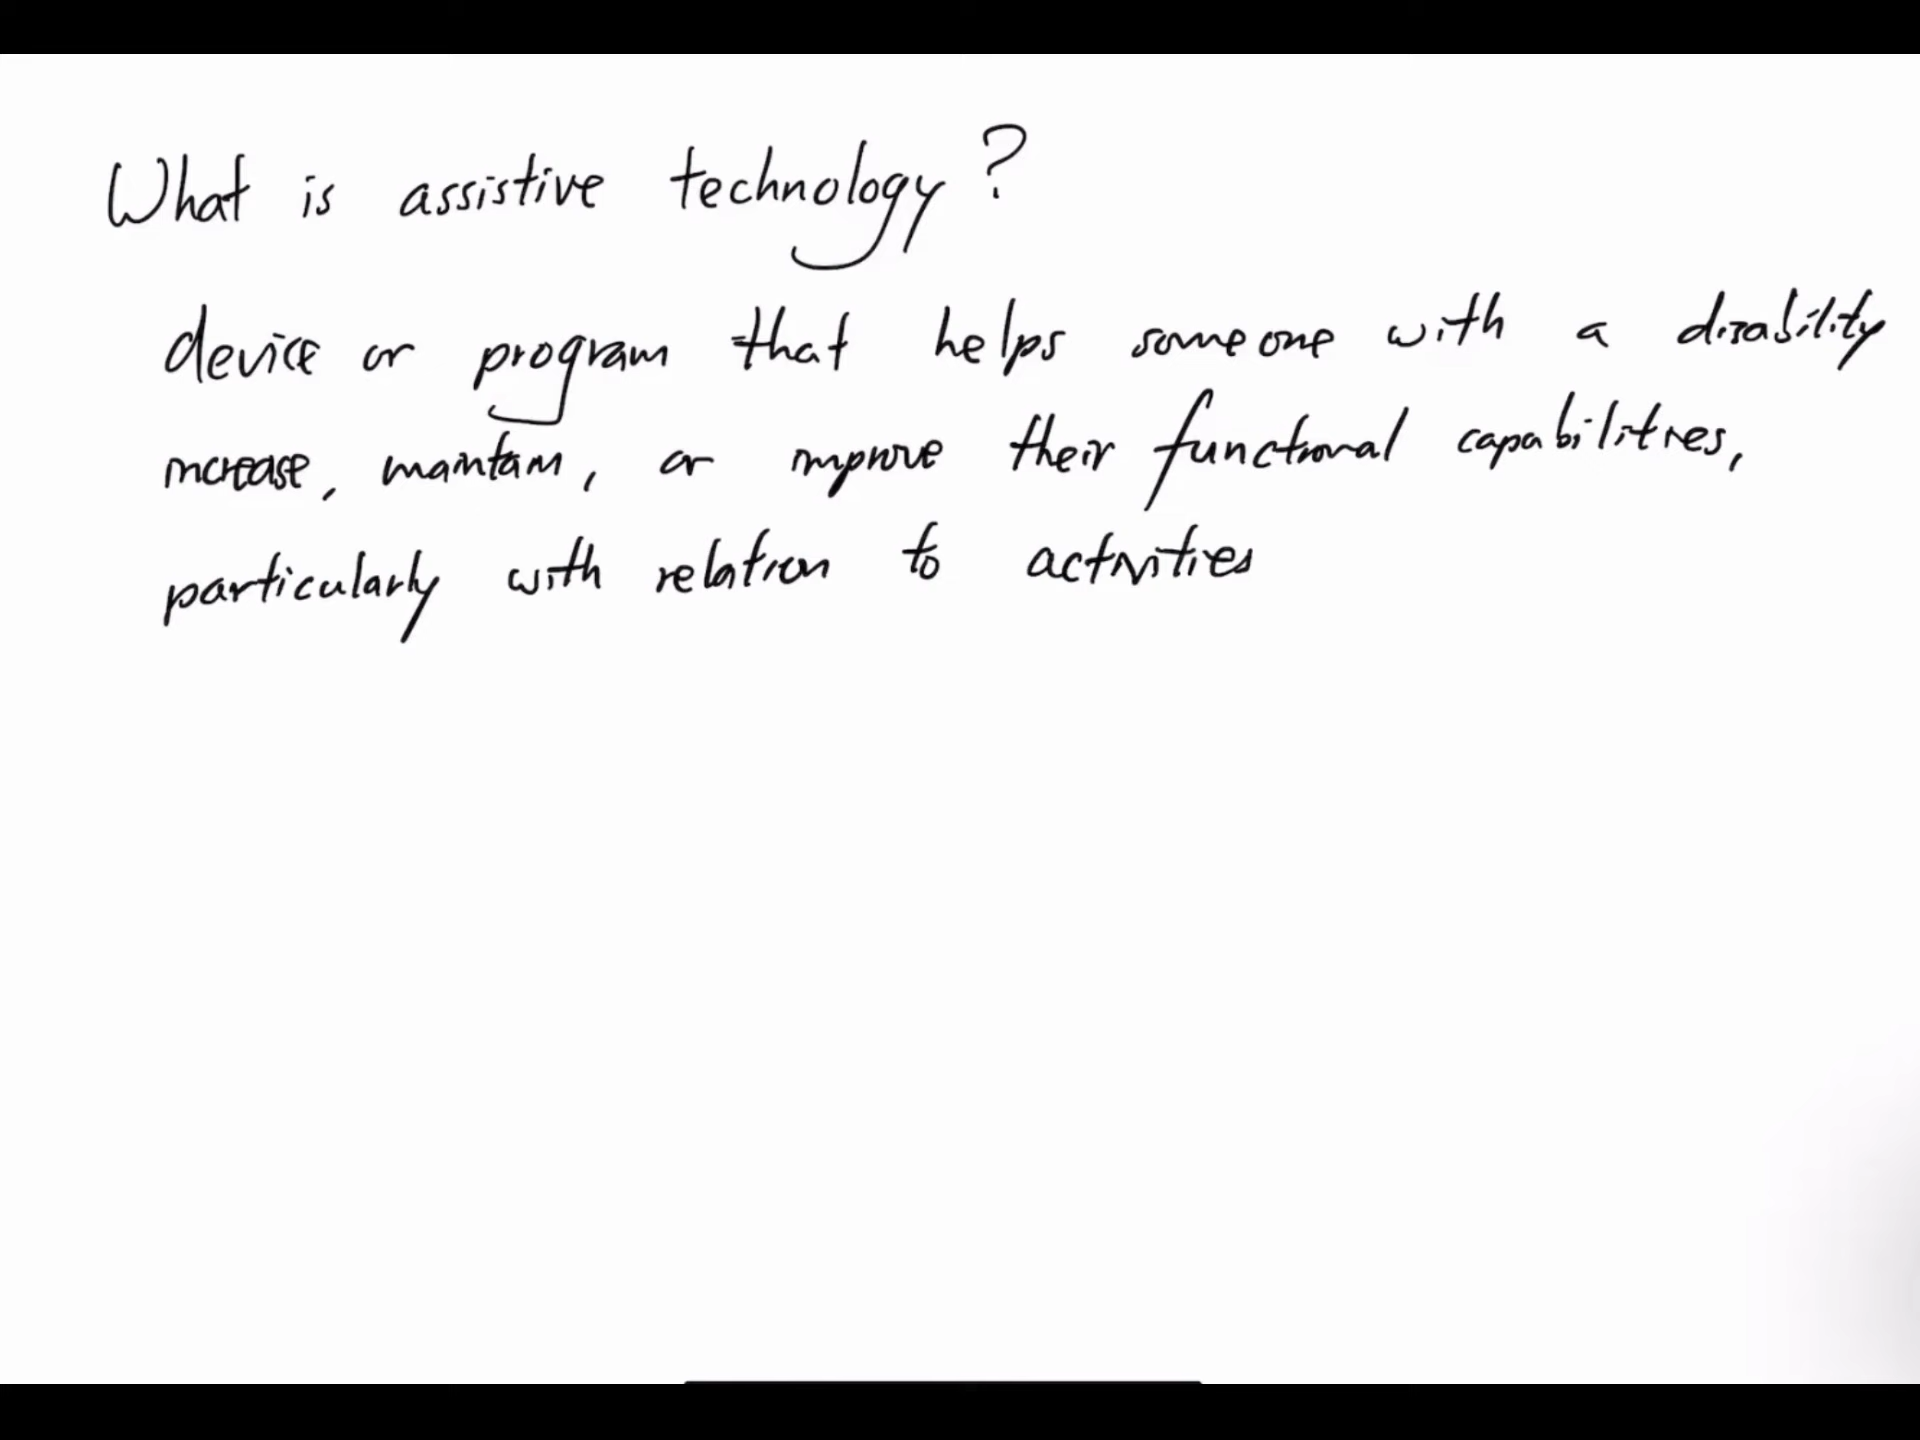 What is assistive technology?
device or program that helps someone with a disability
increase, maintain, or improve their functional capabilities,
particularly with relation to activities